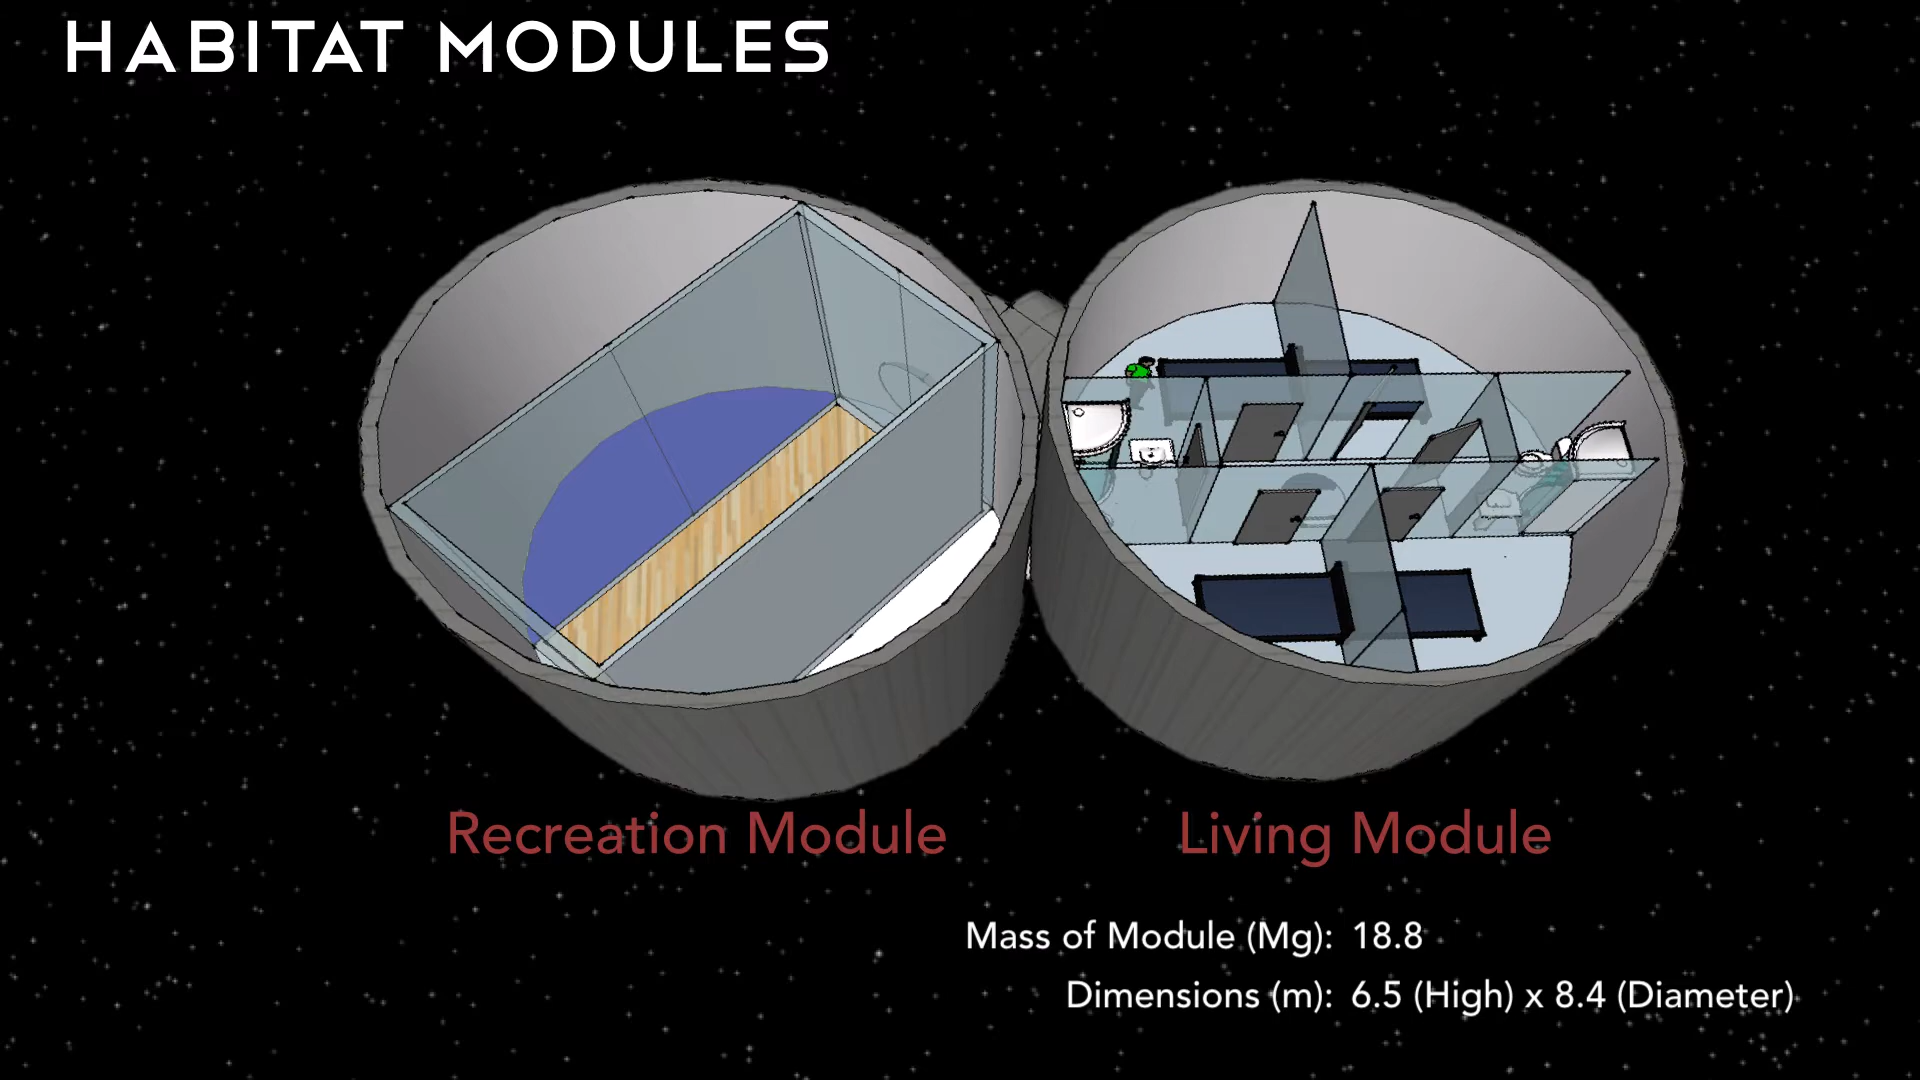 HABITAT MODULES
Recreation Module
Living Module
Mass of Module (Mg): 18.8
Dimensions (m): 6.5 (High) x 8.4 (Diameter)